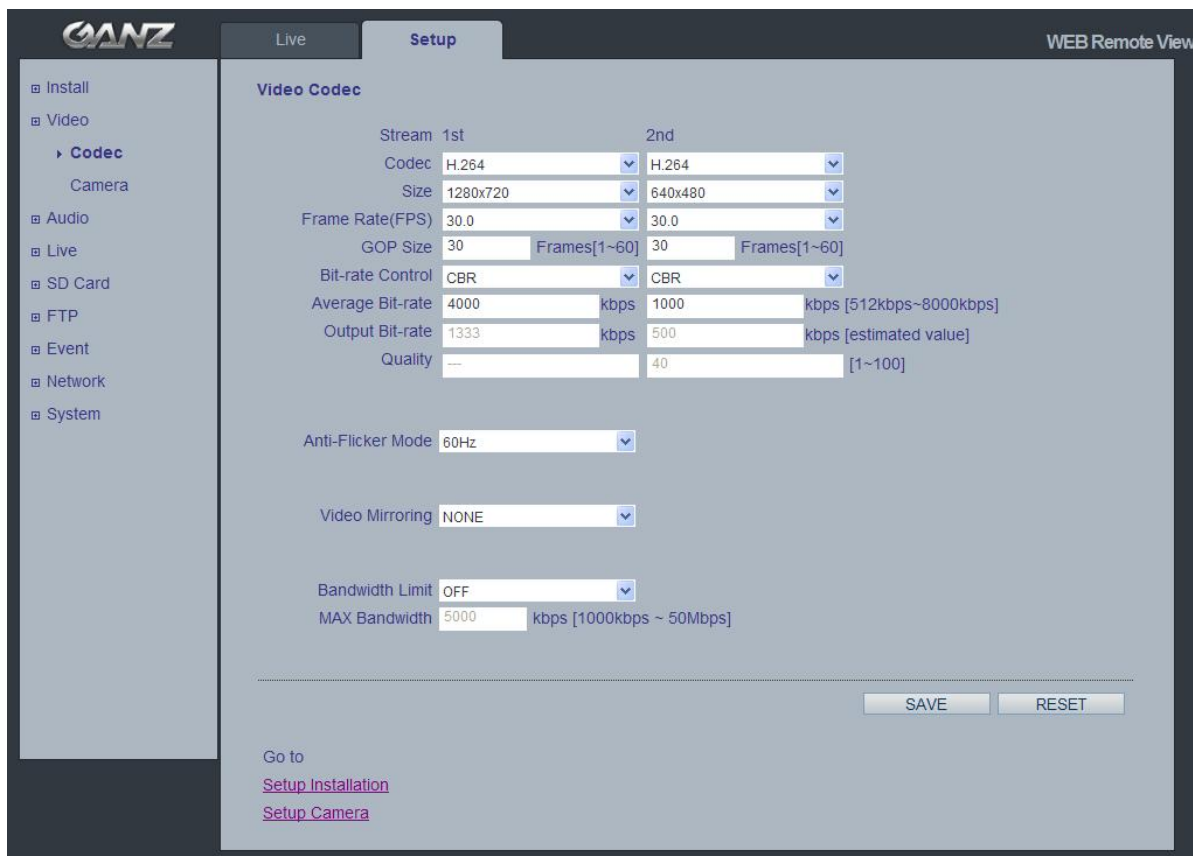 GANZ
Live
Setup
WEB Remote View
Install
Video
Codec
Camera
Audio
Live
SD Card
FTP
Event
Network
System
Video Codec
Stream 1st 2nd
Codec H.264 H.264
Size 1280x720 640x480
Frame Rate(FPS) 30.0 30.0
GOP Size 30 Frames[1~60] 30 Frames[1~60]
Bit-rate Control CBR CBR
Average Bit-rate 4000 kbps 1000 kbps [512kbps~8000kbps]
Output Bit-rate 1333 kbps 500 kbps [estimated value]
Quality --- 40 [1~100]
Anti-Flicker Mode 60Hz
Video Mirroring NONE
Bandwidth Limit OFF
MAX Bandwidth 5000 kbps [1000kbps ~ 50Mbps]
SAVE RESET
Go to
Setup Installation
Setup Camera